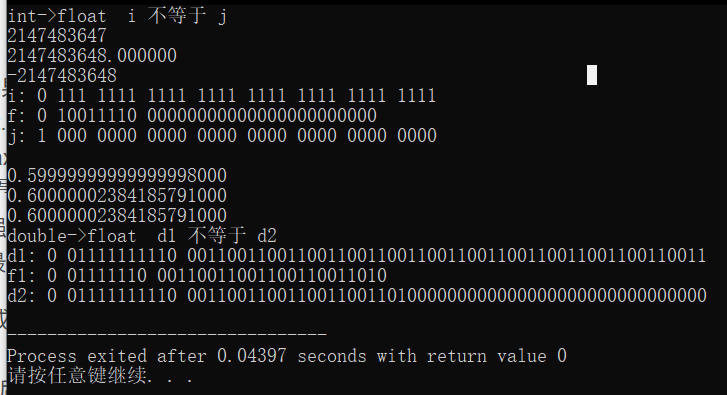 int->float  i 不等于 j
2147483647
2147483648.000000
-2147483648
i: 0 111 1111 1111 1111 1111 1111 1111 1111
f: 0 10011110 00000000000000000000000
j: 1 000 0000 0000 0000 0000 0000 0000 0000
0.59999999999999998000
0.60000002384185791000
0.60000002384185791000
double->float  d1 不等于 d2
d1: 0 01111111110 0011001100110011001100110011001100110011001100110011
f1: 0 01111110 00110011001100110011010
d2: 0 01111111110 0011001100110011001101000000000000000000000000000000
--------------------------------
Process exited after 0.04397 seconds with return value 0
请按任意键继续. . .